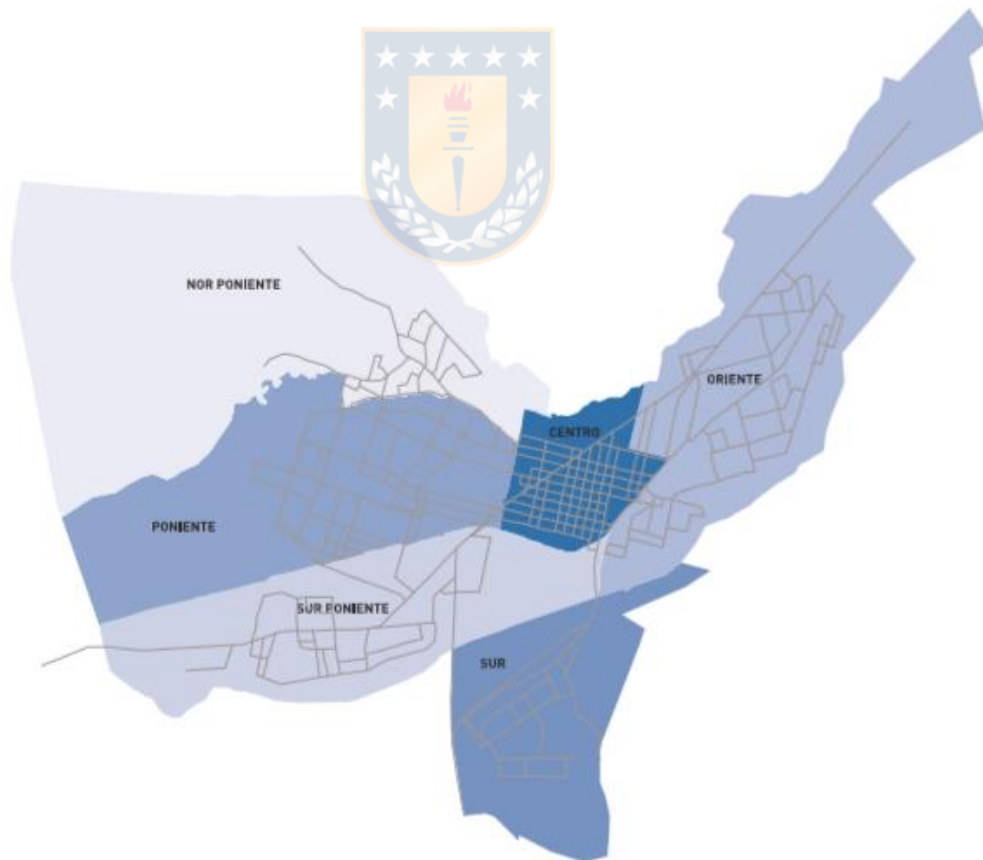 NOR PONIENTE
ORIENTE
CENTRO
PONIENTE
SUR PONIENTE
SUR